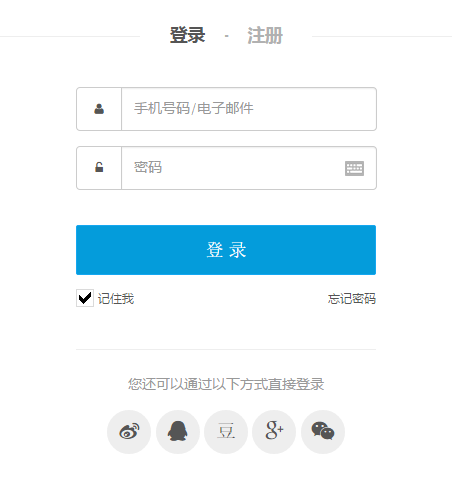 登录 - 注册
手机号码/电子邮件
密码
登录
记住我 忘记密码
您还可以通过以下方式直接登录
豆 g+